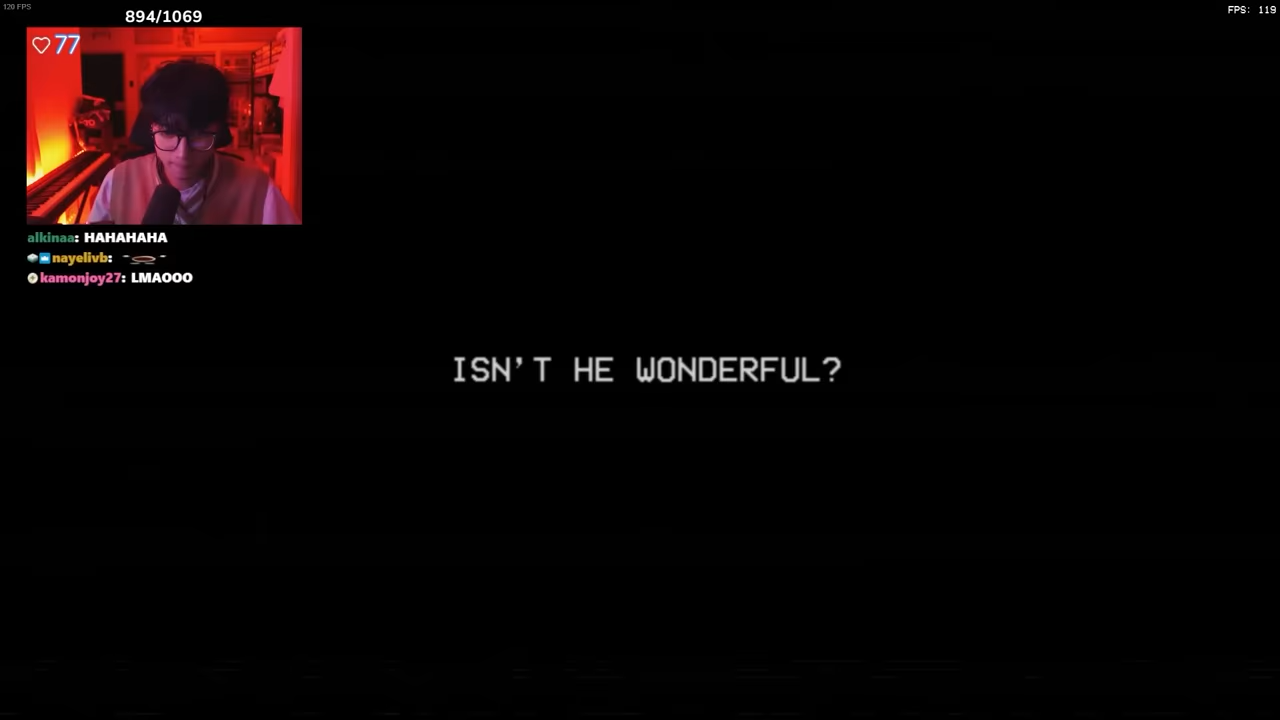 120 FPS
FPS: 119
894/1069
77
alkinaa: HAHAHAHA
nayelivb:
kamonjoy27: LMAOOO
ISN'T HE WONDERFUL?